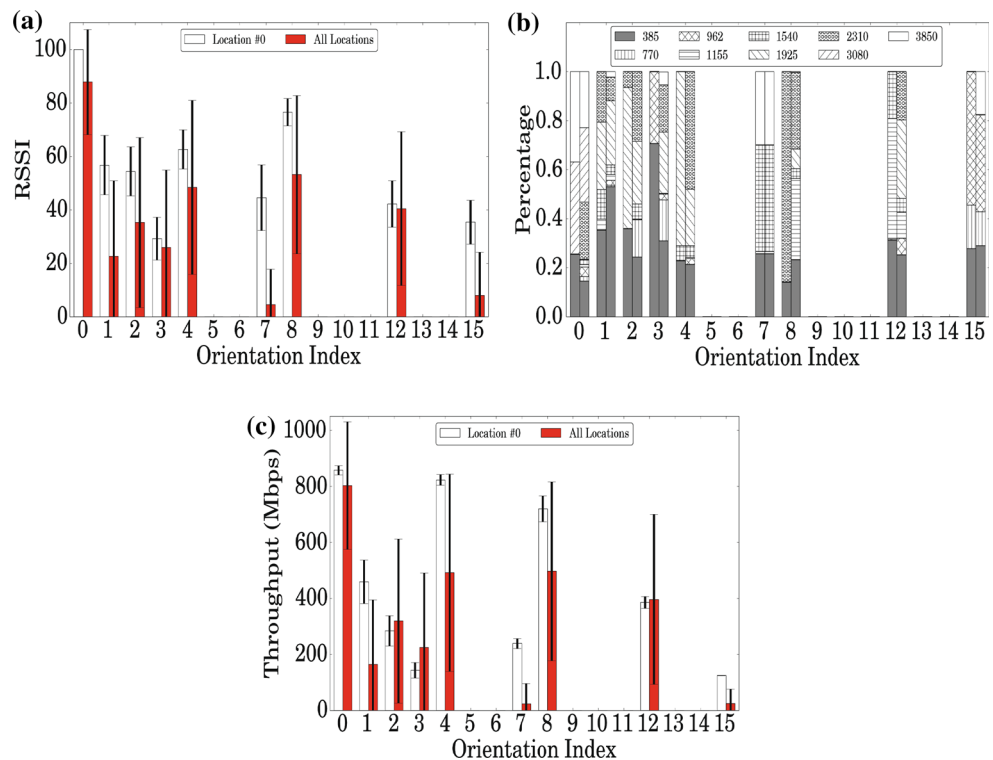 (a)
Location #0
All Locations
100
80
60
40
20
0
RSSI
0 1 2 3 4 5 6 7 8 9 10 11 12 13 14 15
Orientation Index
(b)
385 962 1540 2310 3850
770 1155 1925 3080
1.0
0.8
0.6
0.4
0.2
0.0
Percentage
0 1 2 3 4 5 6 7 8 9 10 11 12 13 14 15
Orientation Index
(c)
Location #0
All Locations
1000
800
600
400
200
0
Throughput (Mbps)
0 1 2 3 4 5 6 7 8 9 10 11 12 13 14 15
Orientation Index